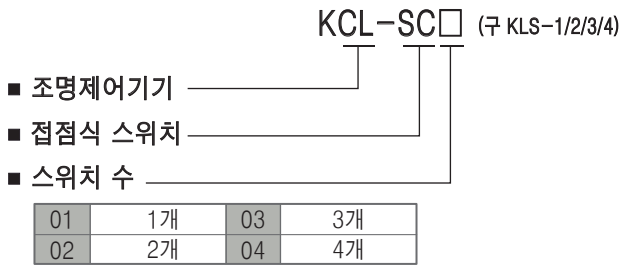 KCL-SC□ (구 KLS-1/2/3/4)
■ 조명제어기기
■ 접점식 스위치
■ 스위치 수
01 1개 03 3개
02 2개 04 4개